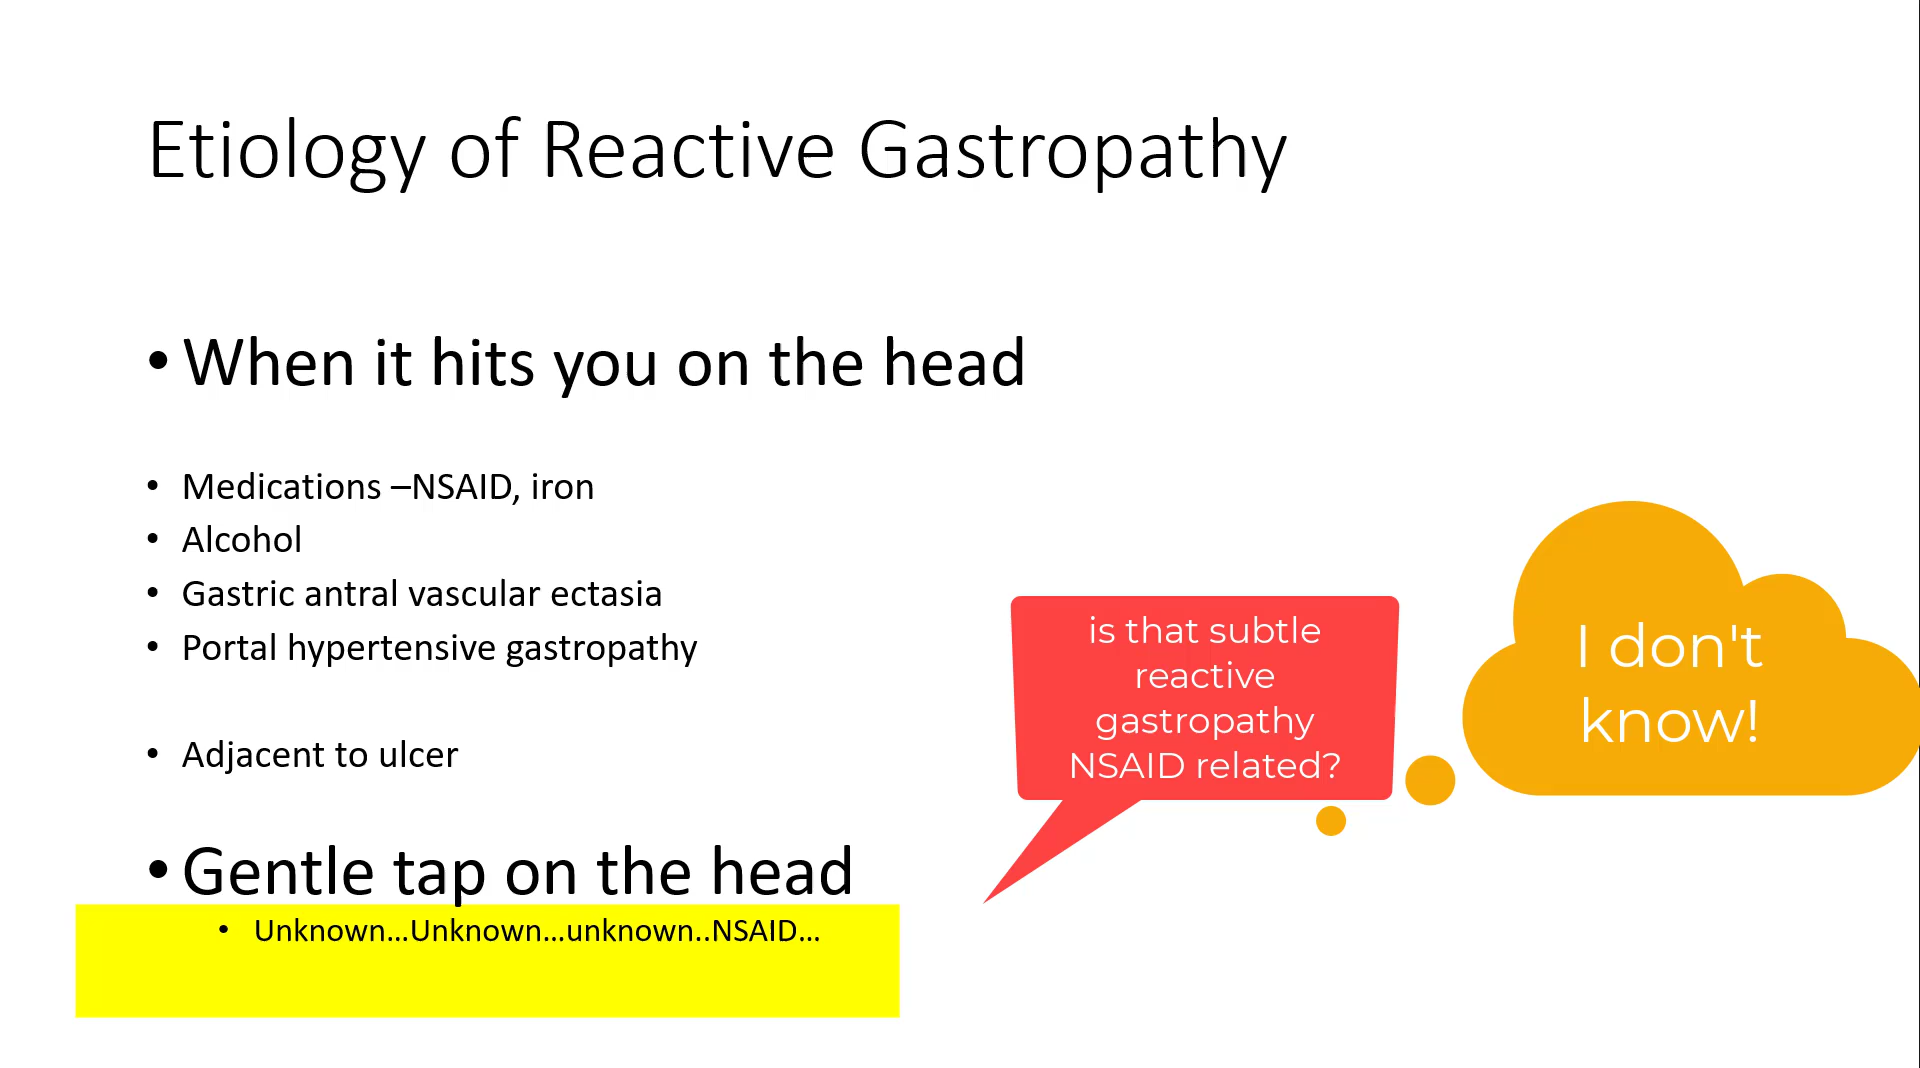 Etiology of Reactive Gastropathy
• When it hits you on the head
• Medications –NSAID, iron
• Alcohol
• Gastric antral vascular ectasia
• Portal hypertensive gastropathy
• Adjacent to ulcer
• Gentle tap on the head
• Unknown…Unknown…unknown..NSAID…
is that subtle
reactive
gastropathy
NSAID related?
I don't
know!